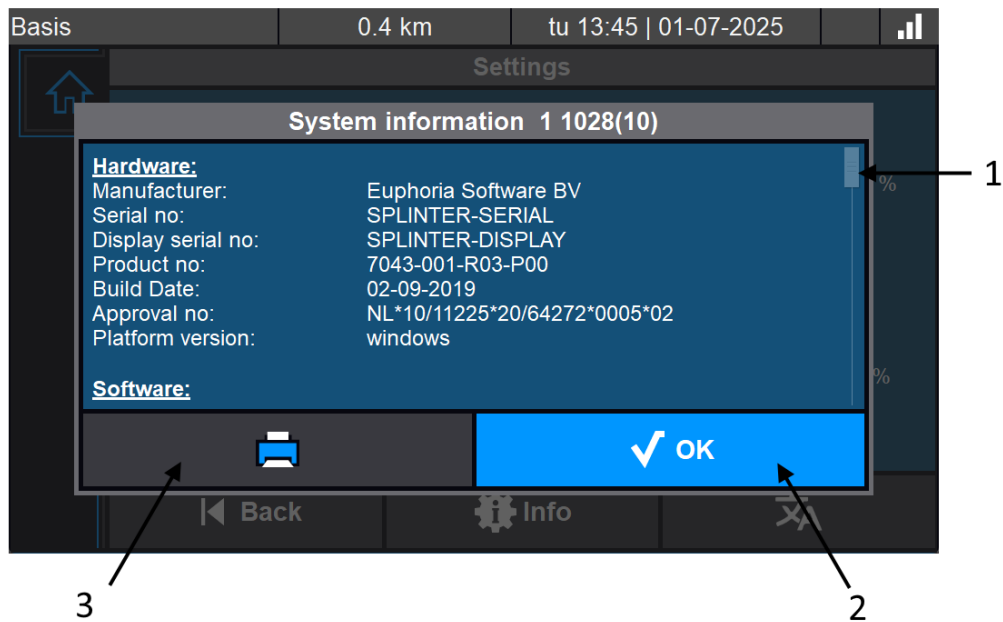 Basis 0.4 km tu 13:45 | 01-07-2025
Settings
System information 1 1028(10)
Hardware:
Manufacturer: Euphoria Software BV
Serial no: SPLINTER-SERIAL
Display serial no: SPLINTER-DISPLAY
Product no: 7043-001-R03-P00
Build Date: 02-09-2019
Approval no: NL*10/11225*20/64272*0005*02
Platform version: windows
Software:
%
%
OK
Back Info
1
2
3